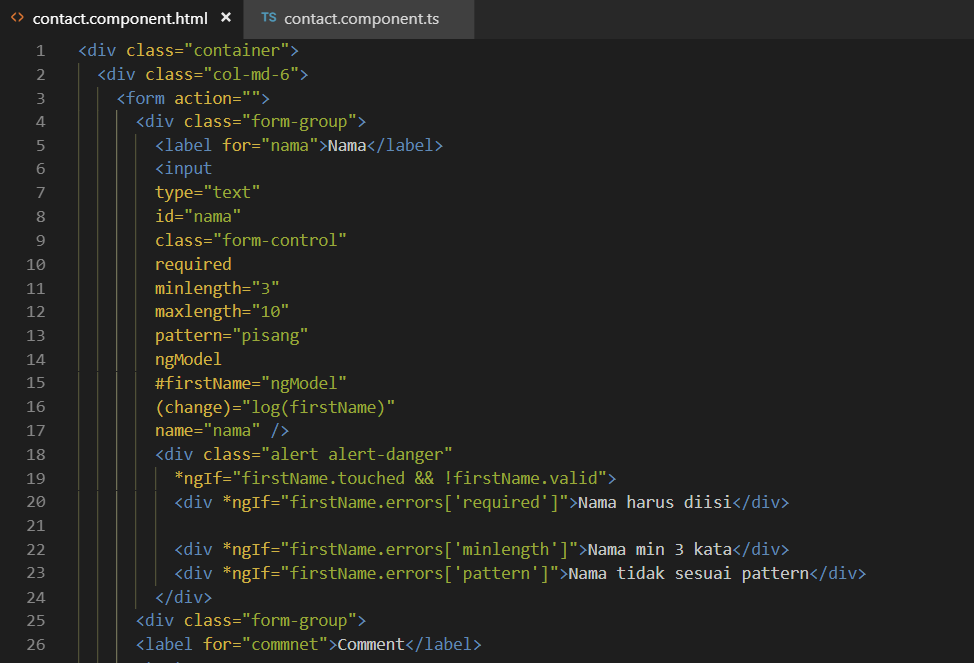 <> contact.component.html × TS contact.component.ts
1 <div class="container">
2 <div class="col-md-6">
3 <form action="">
4 <div class="form-group">
5 <label for="nama">Nama</label>
6 <input
7 type="text"
8 id="nama"
9 class="form-control"
10 required
11 minlength="3"
12 maxlength="10"
13 pattern="pisang"
14 ngModel
15 #firstName="ngModel"
16 (change)="log(firstName)"
17 name="nama" />
18 <div class="alert alert-danger"
19 *ngIf="firstName.touched && !firstName.valid">
20 <div *ngIf="firstName.errors['required']">Nama harus diisi</div>
21
22 <div *ngIf="firstName.errors['minlength']">Nama min 3 kata</div>
23 <div *ngIf="firstName.errors['pattern']">Nama tidak sesuai pattern</div>
24 </div>
25 <div class="form-group">
26 <label for="commnet">Comment</label>